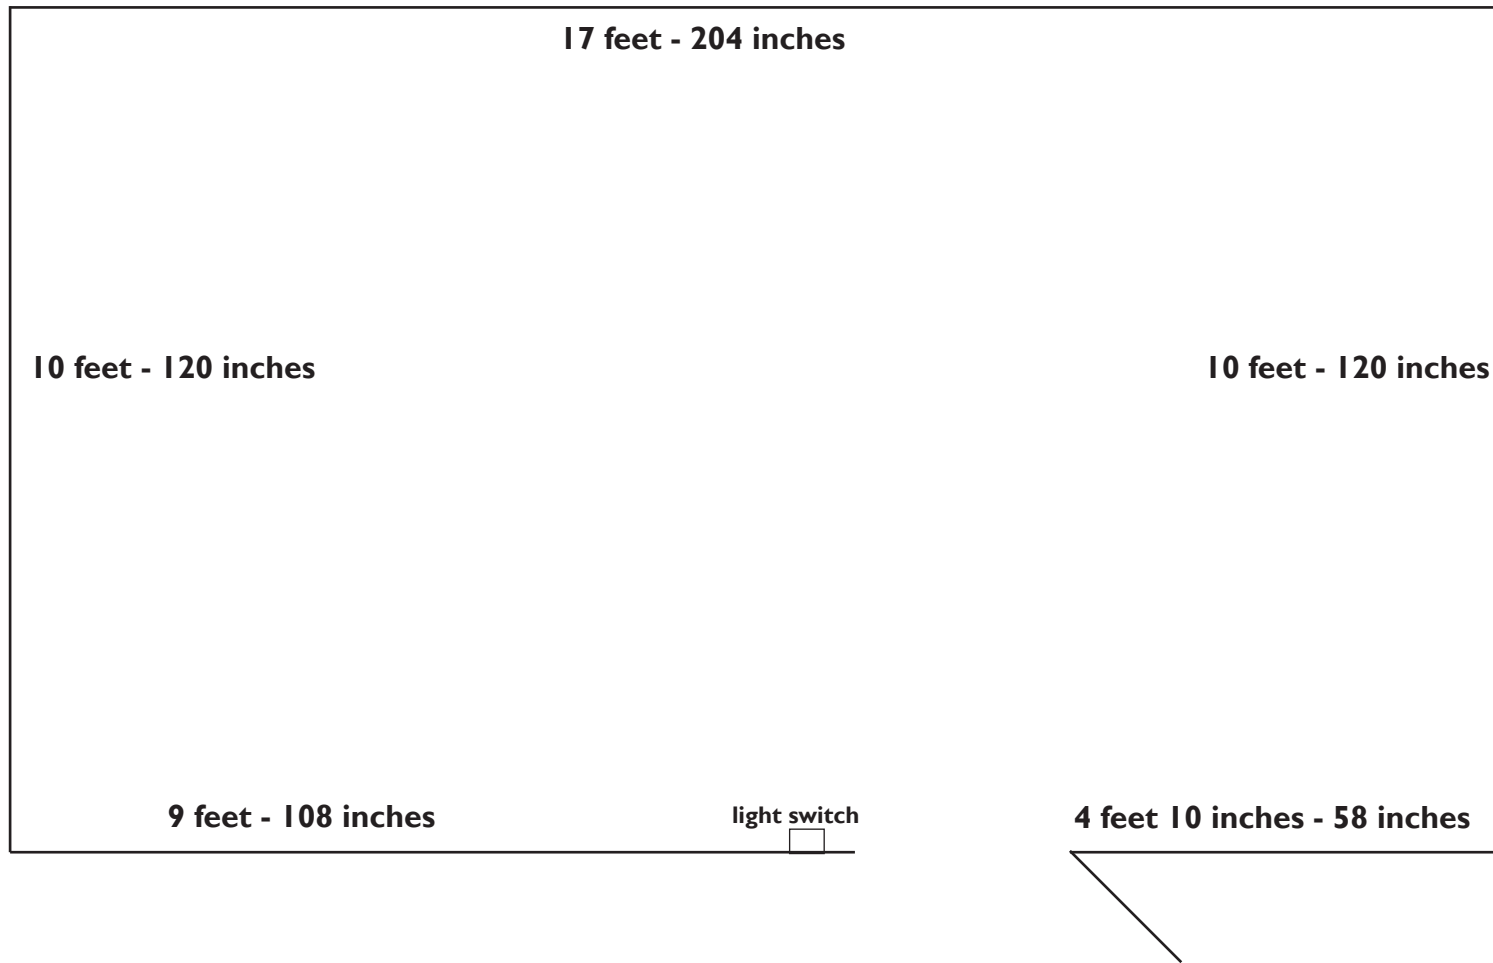 17 feet - 204 inches
10 feet - 120 inches
10 feet - 120 inches
9 feet - 108 inches
light switch
4 feet 10 inches - 58 inches